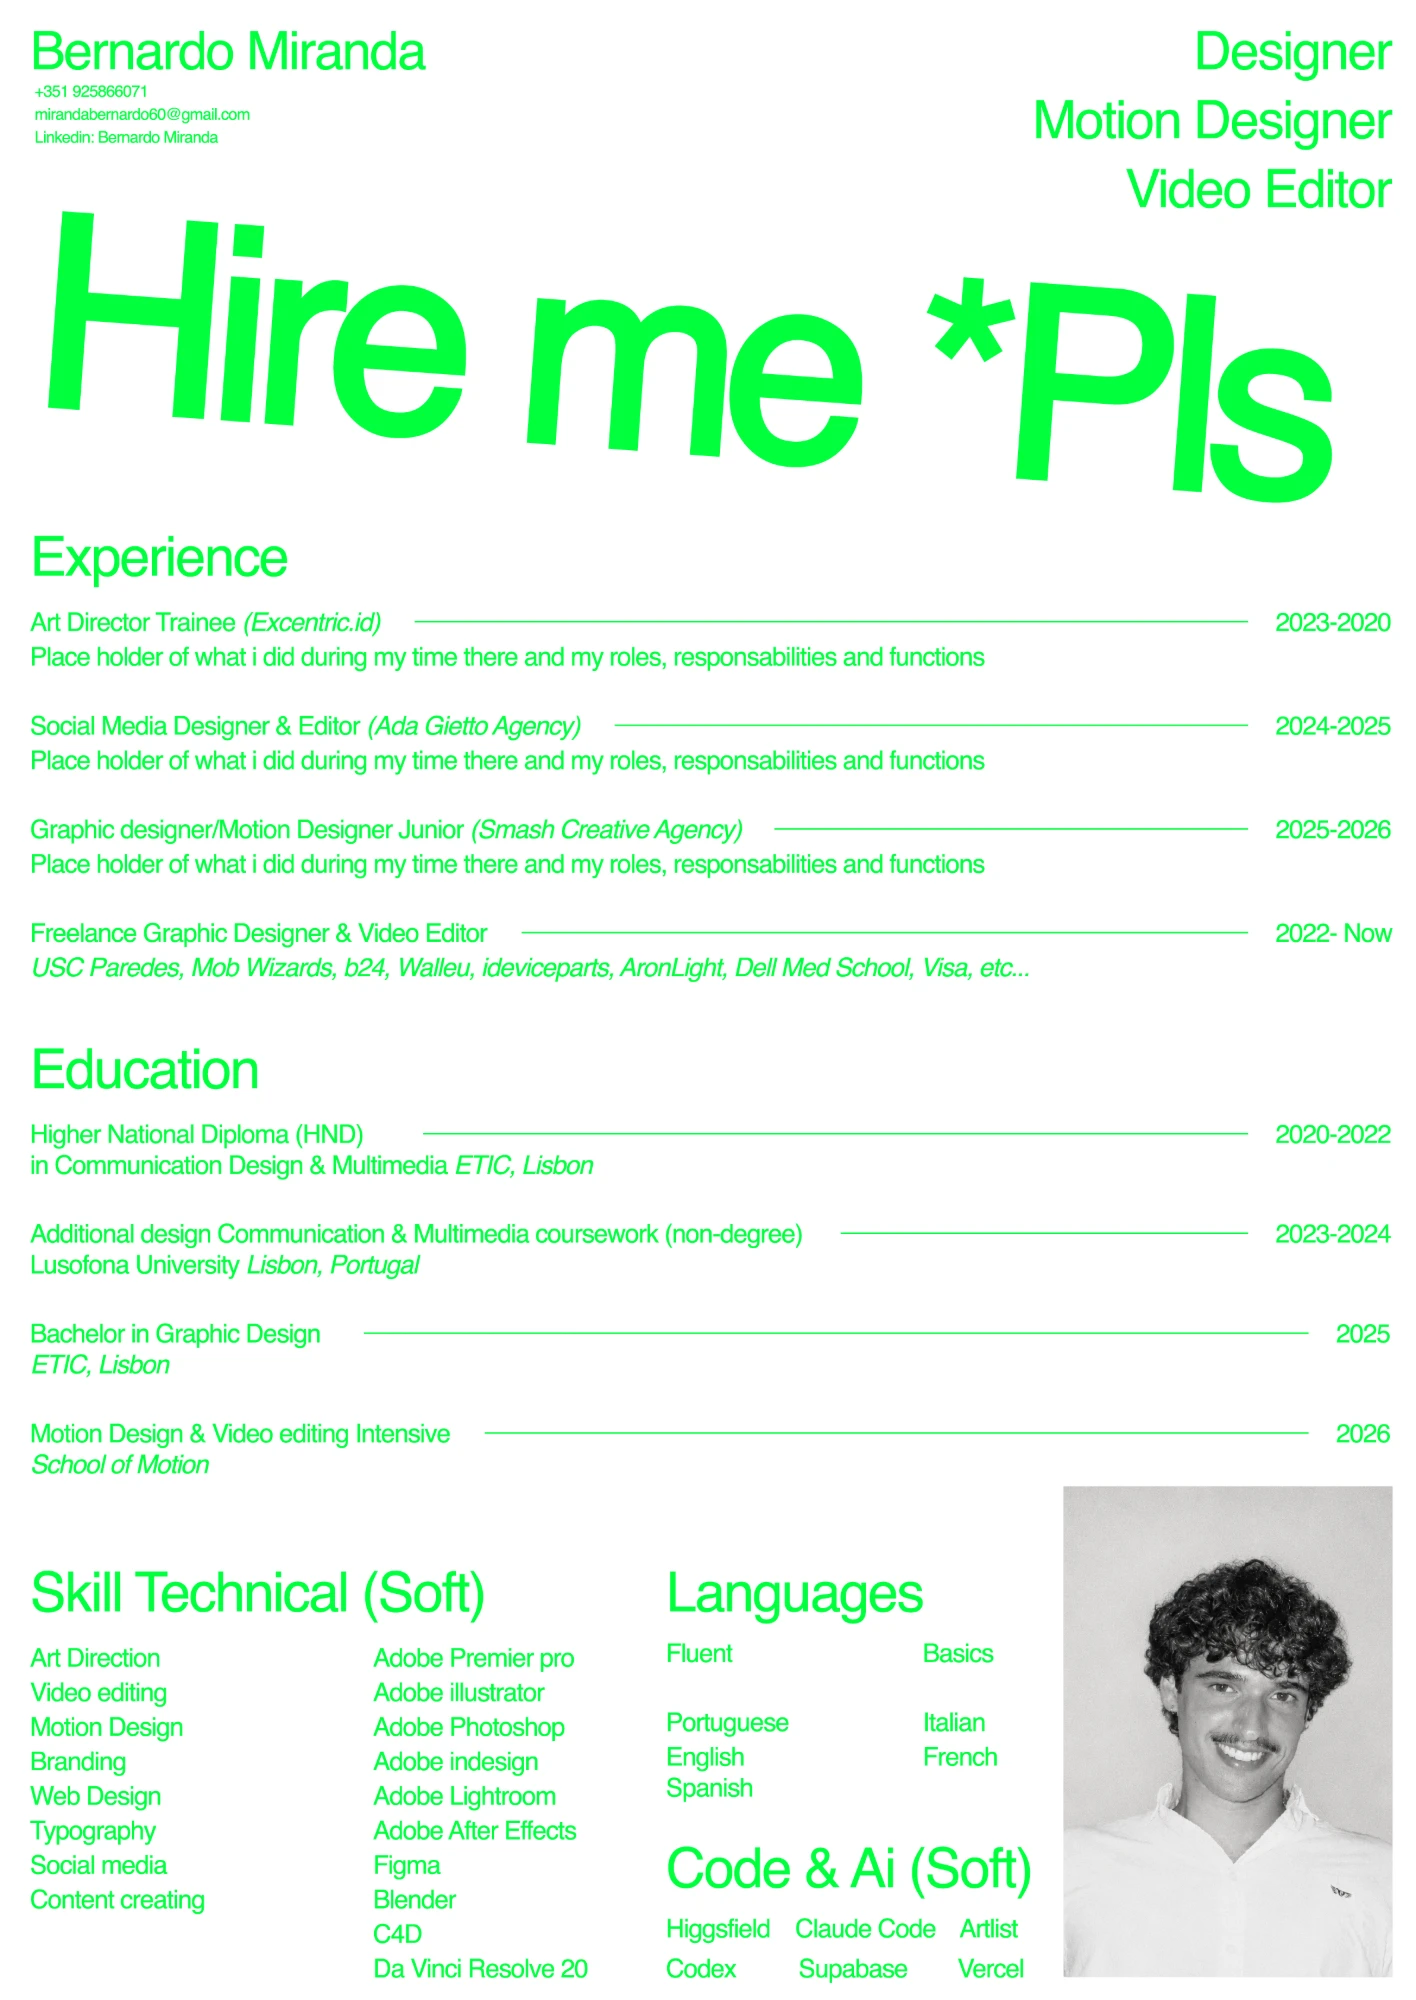 Bernardo Miranda
+351 925866071
mirandabernardo60@gmail.com
Linkedin: Bernardo Miranda
Designer
Motion Designer
Video Editor
Hire me *Pls
Experience
Art Director Trainee (Excentric.id) 2023-2020
Place holder of what i did during my time there and my roles, responsabilities and functions
Social Media Designer & Editor (Ada Gietto Agency) 2024-2025
Place holder of what i did during my time there and my roles, responsabilities and functions
Graphic designer/Motion Designer Junior (Smash Creative Agency) 2025-2026
Place holder of what i did during my time there and my roles, responsabilities and functions
Freelance Graphic Designer & Video Editor 2022- Now
USC Paredes, Mob Wizards, b24, Walleu, ideviceparts, AronLight, Dell Med School, Visa, etc...
Education
Higher National Diploma (HND) 2020-2022
in Communication Design & Multimedia ETIC, Lisbon
Additional design Communication & Multimedia coursework (non-degree) 2023-2024
Lusofona University Lisbon, Portugal
Bachelor in Graphic Design 2025
ETIC, Lisbon
Motion Design & Video editing Intensive 2026
School of Motion
Skill Technical (Soft)
Art Direction
Video editing
Motion Design
Branding
Web Design
Typography
Social media
Content creating
Adobe Premier pro
Adobe illustrator
Adobe Photoshop
Adobe indesign
Adobe Lightroom
Adobe After Effects
Figma
Blender
C4D
Da Vinci Resolve 20
Languages
Fluent
Portuguese
English
Spanish
Basics
Italian
French
Code & Ai (Soft)
Higgsfield Claude Code Artlist
Codex Supabase Vercel